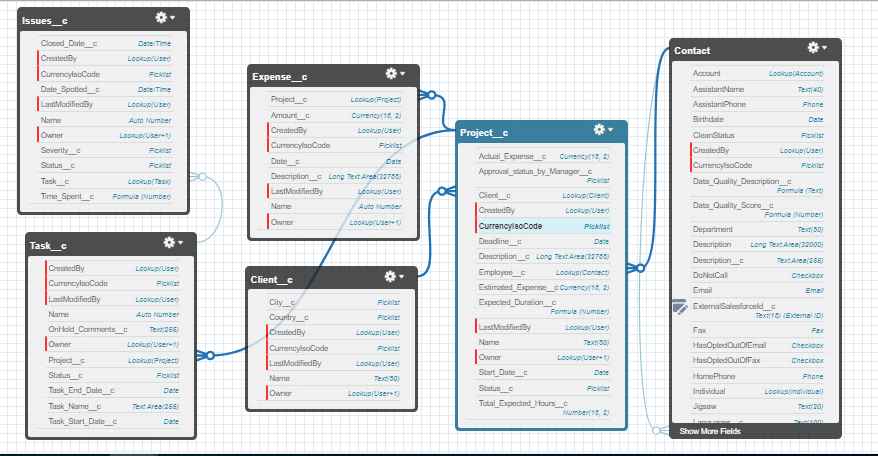 Issues__c
Closed_Date__c Date/Time
CreatedBy Lookup(User)
CurrencyIsoCode Picklist
Date_Spotted__c Date/Time
LastModifiedBy Lookup(User)
Name Auto Number
Owner Lookup(User+1)
Severity__c Picklist
Status__c Picklist
Task__c Lookup(Task)
Time_Spent__c Formula (Number)
Task__c
CreatedBy Lookup(User)
CurrencyIsoCode Picklist
LastModifiedBy Lookup(User)
Name Auto Number
OnHold_Comments__c Text(255)
Owner Lookup(User+1)
Project__c Lookup(Project)
Status__c Picklist
Task_End_Date__c Date
Task_Name__c Text Area(255)
Task_Start_Date__c Date
Expense__c
Project__c Lookup(Project)
Amount__c Currency(16, 2)
CreatedBy Lookup(User)
CurrencyIsoCode Picklist
Date__c Date
Description__c Long Text Area(32768)
LastModifiedBy Lookup(User)
Name Auto Number
Owner Lookup(User+1)
Client__c
City__c Picklist
Country__c Picklist
CreatedBy Lookup(User)
CurrencyIsoCode Picklist
LastModifiedBy Lookup(User)
Name Text(80)
Owner Lookup(User+1)
Project__c
Actual_Expense__c Currency(16, 2)
Approval_status_by_Manager__c
Picklist
Client__c Lookup(Client)
CreatedBy Lookup(User)
CurrencyIsoCode Picklist
Deadline__c Date
Description__c Long Text Area(32768)
Employee__c Lookup(Contact)
Estimated_Expense__c Currency(16, 2)
Expected_Duration__c
Formula (Number)
LastModifiedBy Lookup(User)
Name Text(80)
Owner Lookup(User+1)
Start_Date__c Date
Status__c Picklist
Total_Expected_Hours__c
Number(16, 2)
Contact
Account Lookup(Account)
AssistantName Text(40)
AssistantPhone Phone
Birthdate Date
CleanStatus Picklist
CreatedBy Lookup(User)
CurrencyIsoCode Picklist
Data_Quality_Description__c
Formula (Text)
Data_Quality_Score__c
Formula (Number)
Department Text(80)
Description Long Text Area(32000)
Description__c Text Area(255)
DoNotCall Checkbox
Email Email
ExternalSalesforceId__c
Text(18) (External ID)
Fax Fax
HasOptedOutOfEmail Checkbox
HasOptedOutOfFax Checkbox
HomePhone Phone
Individual Lookup(Individual)
Jigsaw Text(20)
Languages__c Text(100)
Show More Fields